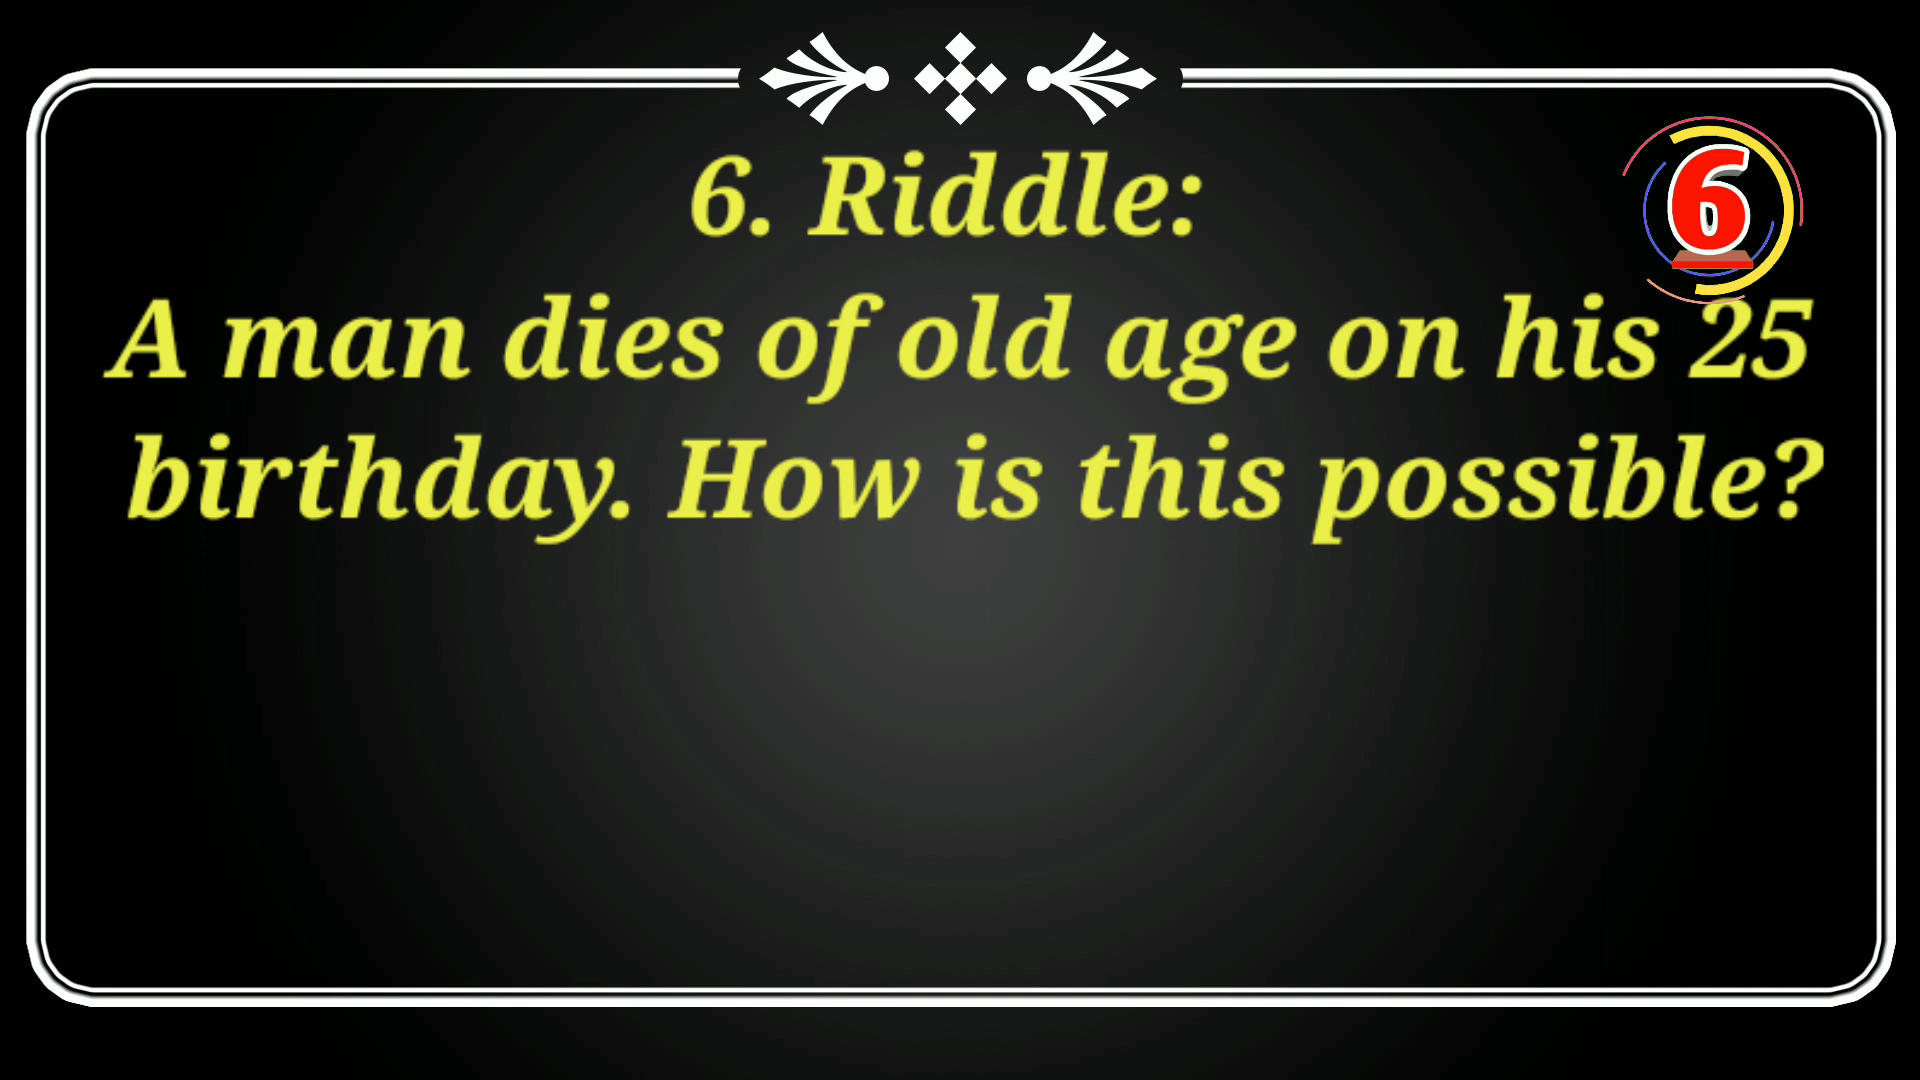 6. Riddle:
6
A man dies of old age on his 25
birthday. How is this possible?